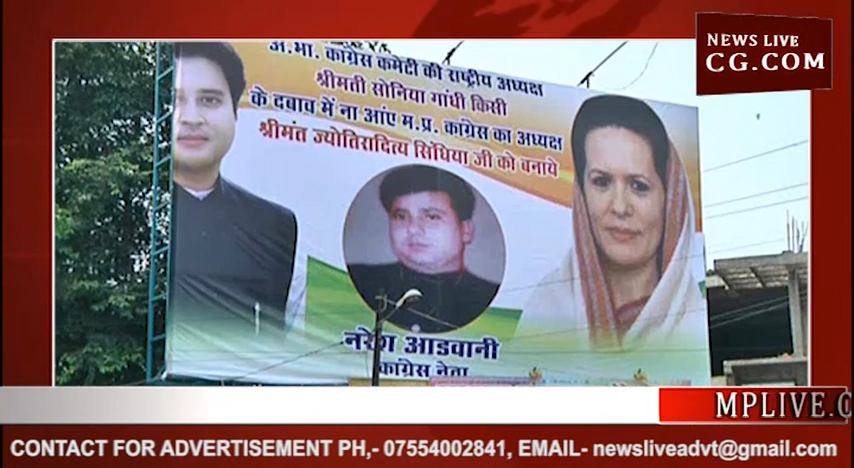 NEWS LIVE
CG.COM
अ.भा. कांग्रेस कमेटी की राष्ट्रीय अध्यक्ष
श्रीमती सोनिया गांधी किसी
के दबाव में ना आंए म.प्र. कांग्रेस का अध्यक्ष
श्रीमंत ज्योतिरादित्य सिंधिया जी को बनाये
नरेश आडवानी
कांग्रेस नेता
MPLIVE.C
CONTACT FOR ADVERTISEMENT PH,- 07554002841, EMAIL- newsliveadvt@gmail.com